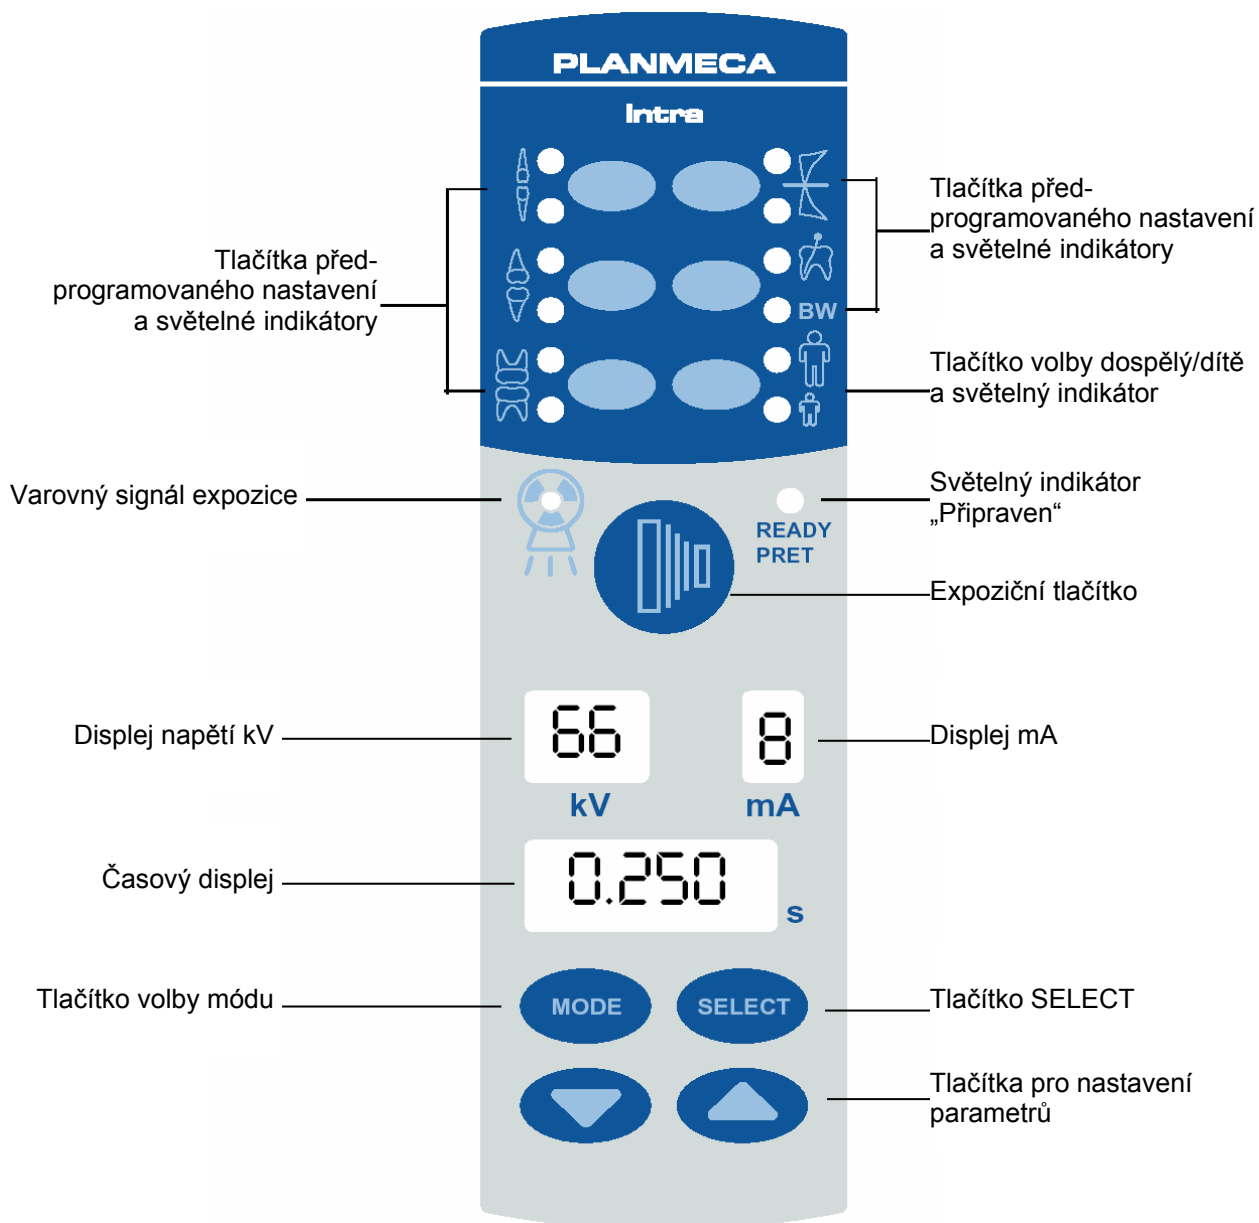 PLANMECA
Intra
Tlačítka před-
programovaného nastavení
a světelné indikátory
Tlačítka před-
programovaného nastavení
a světelné indikátory
BW
Tlačítko volby dospělý/dítě
a světelný indikátor
Varovný signál expozice
Světelný indikátor
„Připraven“
READY
PRET
Expoziční tlačítko
Displej napětí kV
66
8
Displej mA
kV
mA
Časový displej
0.250
s
Tlačítko volby módu
MODE
SELECT
Tlačítko SELECT
Tlačítka pro nastavení
parametrů